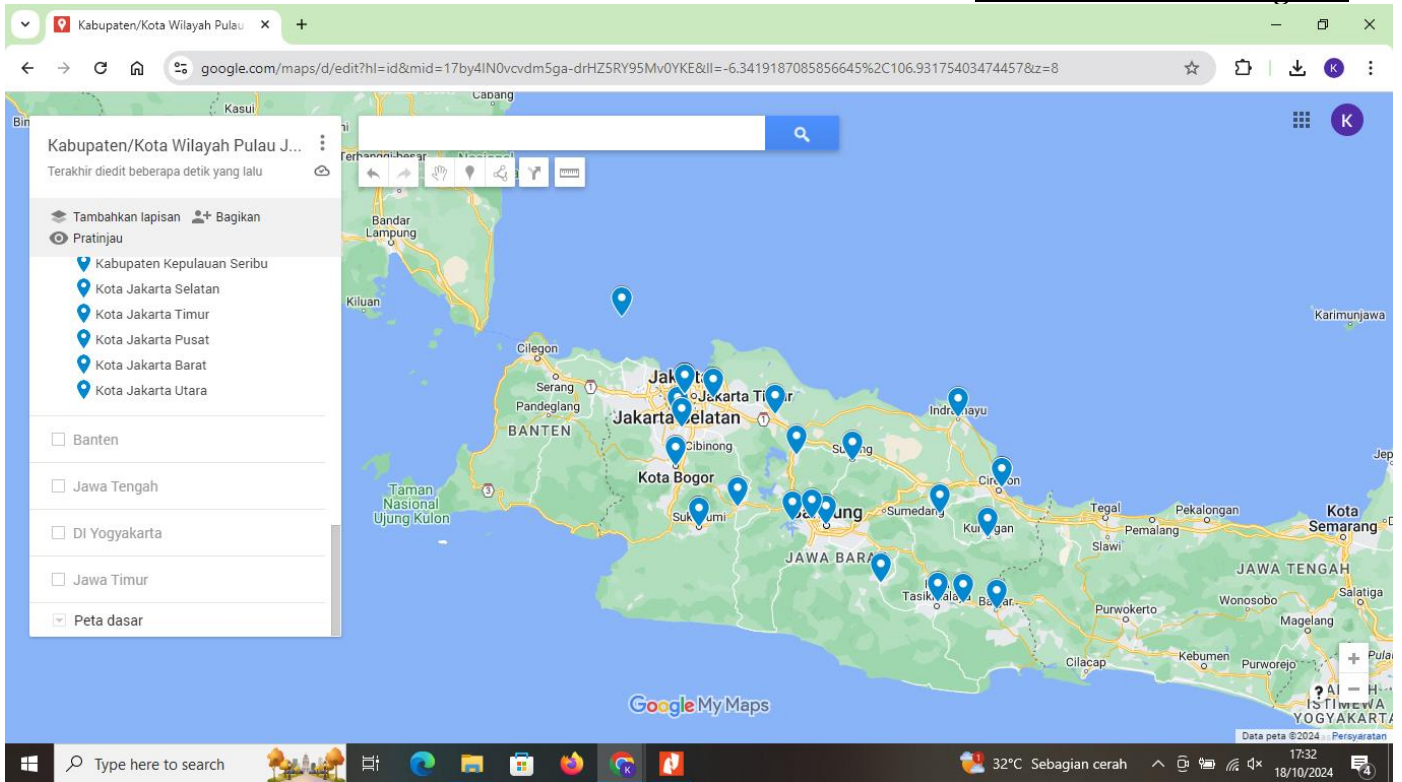 Kabupaten/Kota Wilayah Pulau
google.com/maps/d/edit?hl=id&mid=17by4IN0vcvdm5ga-drHZ5RY95Mv0YKE&ll=-6.3419187085856645%2C106.93175403474457&z=8
K
Kabupaten/Kota Wilayah Pulau J...
Terakhir diedit beberapa detik yang lalu
Tambahkan lapisan Bagikan
Pratinjau
Kabupaten Kepulauan Seribu
Kota Jakarta Selatan
Kota Jakarta Timur
Kota Jakarta Pusat
Kota Jakarta Barat
Kota Jakarta Utara
Banten
Jawa Tengah
DI Yogyakarta
Jawa Timur
Peta dasar
K
Kasui
Cabang
Bandar
Lampung
Kiluan
Karimunjawa
Cilegon
Serang
1
Pandeglang
BANTEN
Jakarta Selatan
1
Cibinong
Kota Bogor
Taman
Nasional
Ujung Kulon
3
Sumedang
JAWA BARAT
Tegal
Pekalongan
Pemalang
Slawi
Kota
Semarang
JAWA TENGAH
Purwokerto
Wonosobo
Salatiga
Magelang
Cilacap
Kebumen
Purworejo
ISTIMEWA
YOGYAKARTA
+
?
−
Google My Maps
Data peta ©2024
Persyaratan
Type here to search
32°C Sebagian cerah
17:32
18/10/2024
4